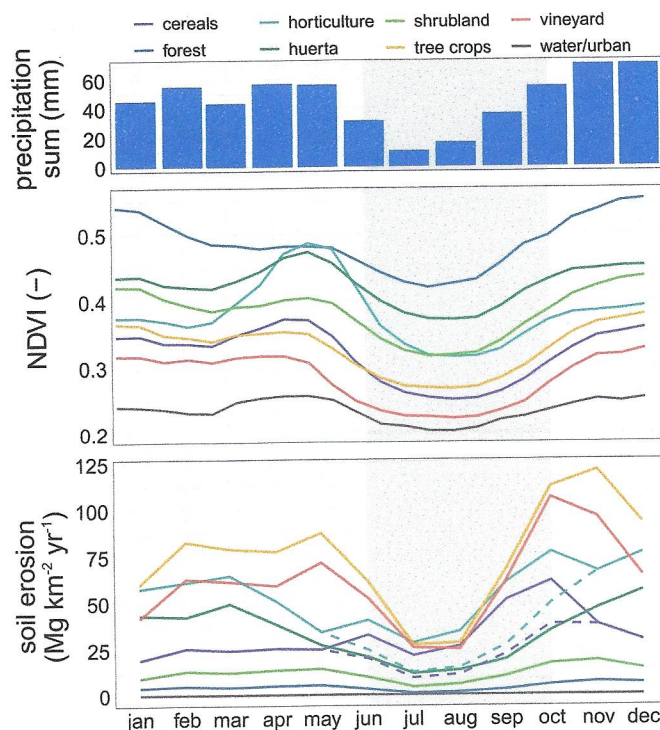 cereals horticulture shrubland vineyard
forest huerta tree crops water/urban
precipitation
sum (mm)
60
40
20
0
NDVI (–)
0.5
0.4
0.3
0.2
soil erosion
(Mg km⁻² yr⁻¹)
125
100
75
50
25
0
jan feb mar apr may jun jul aug sep oct nov dec